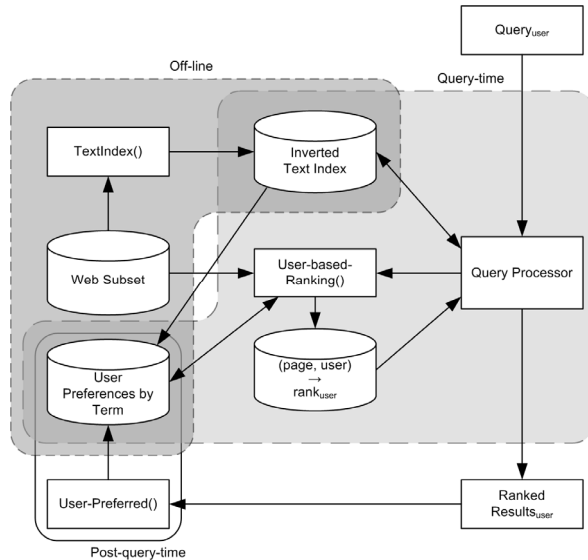 Query_user
Off-line
Query-time
TextIndex()
Inverted
Text Index
Web Subset
User-based-
Ranking()
Query Processor
User
Preferences by
Term
(page, user)
→
rank_user
User-Preferred()
Ranked
Results_user
Post-query-time